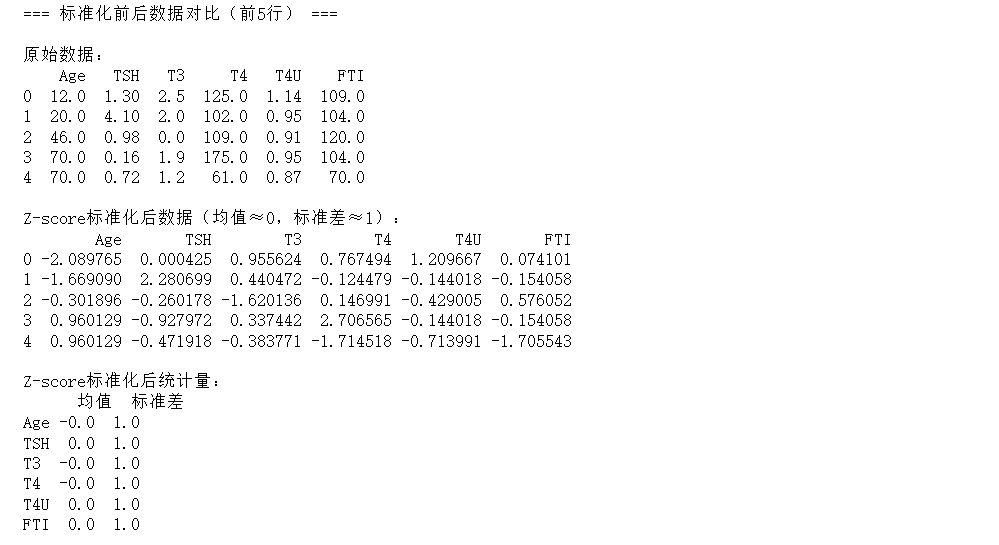 === 标准化前后数据对比（前5行） ===
原始数据：
Age TSH T3 T4 T4U FTI
0 12.0 1.30 2.5 125.0 1.14 109.0
1 20.0 4.10 2.0 102.0 0.95 104.0
2 46.0 0.98 0.0 109.0 0.91 120.0
3 70.0 0.16 1.9 175.0 0.95 104.0
4 70.0 0.72 1.2 61.0 0.87 70.0
Z-score标准化后数据（均值≈0，标准差≈1）：
Age TSH T3 T4 T4U FTI
0 -2.089765 0.000425 0.955624 0.767494 1.209667 0.074101
1 -1.669090 2.280699 0.440472 -0.124479 -0.144018 -0.154058
2 -0.301896 -0.260178 -1.620136 0.146991 -0.429005 0.576052
3 0.960129 -0.927972 0.337442 2.706565 -0.144018 -0.154058
4 0.960129 -0.471918 -0.383771 -1.714518 -0.713991 -1.705543
Z-score标准化后统计量：
均值 标准差
Age -0.0 1.0
TSH 0.0 1.0
T3 -0.0 1.0
T4 -0.0 1.0
T4U 0.0 1.0
FTI 0.0 1.0